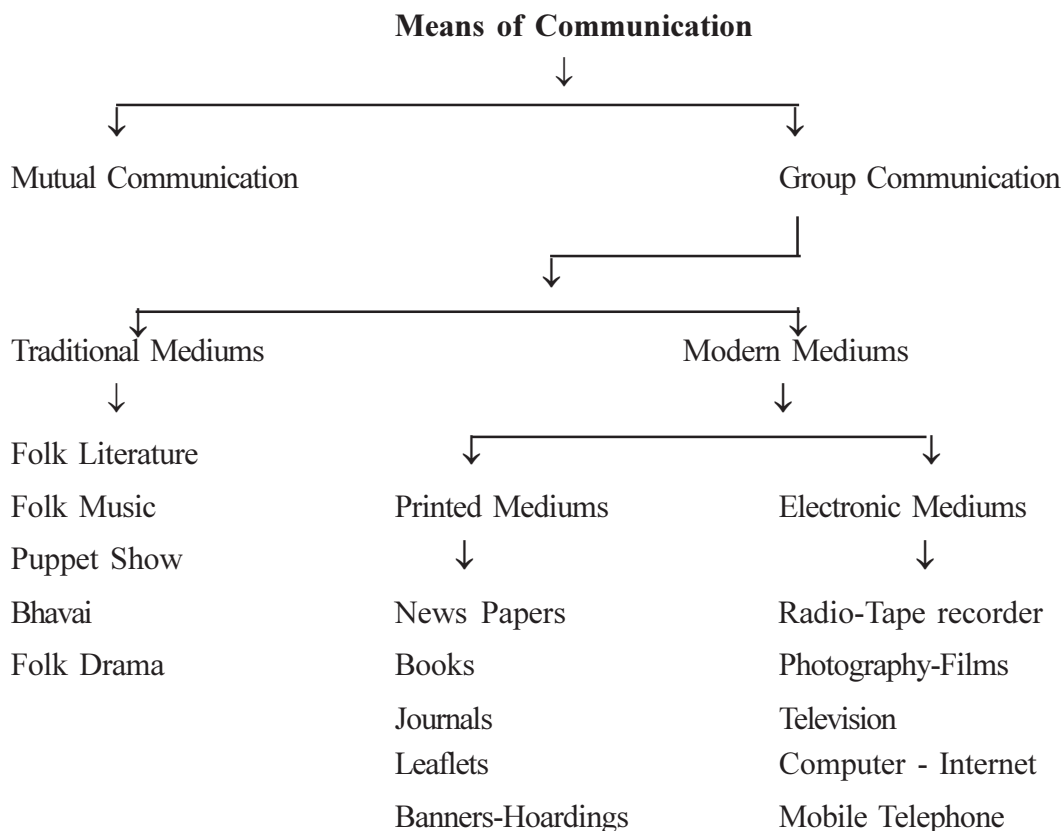 Means of Communication
Mutual Communication Group Communication
Traditional Mediums Modern Mediums
Folk Literature
Folk Music Printed Mediums Electronic Mediums
Puppet Show
Bhavai News Papers Radio-Tape recorder
Folk Drama Books Photography-Films
Journals Television
Leaflets Computer - Internet
Banners-Hoardings Mobile Telephone